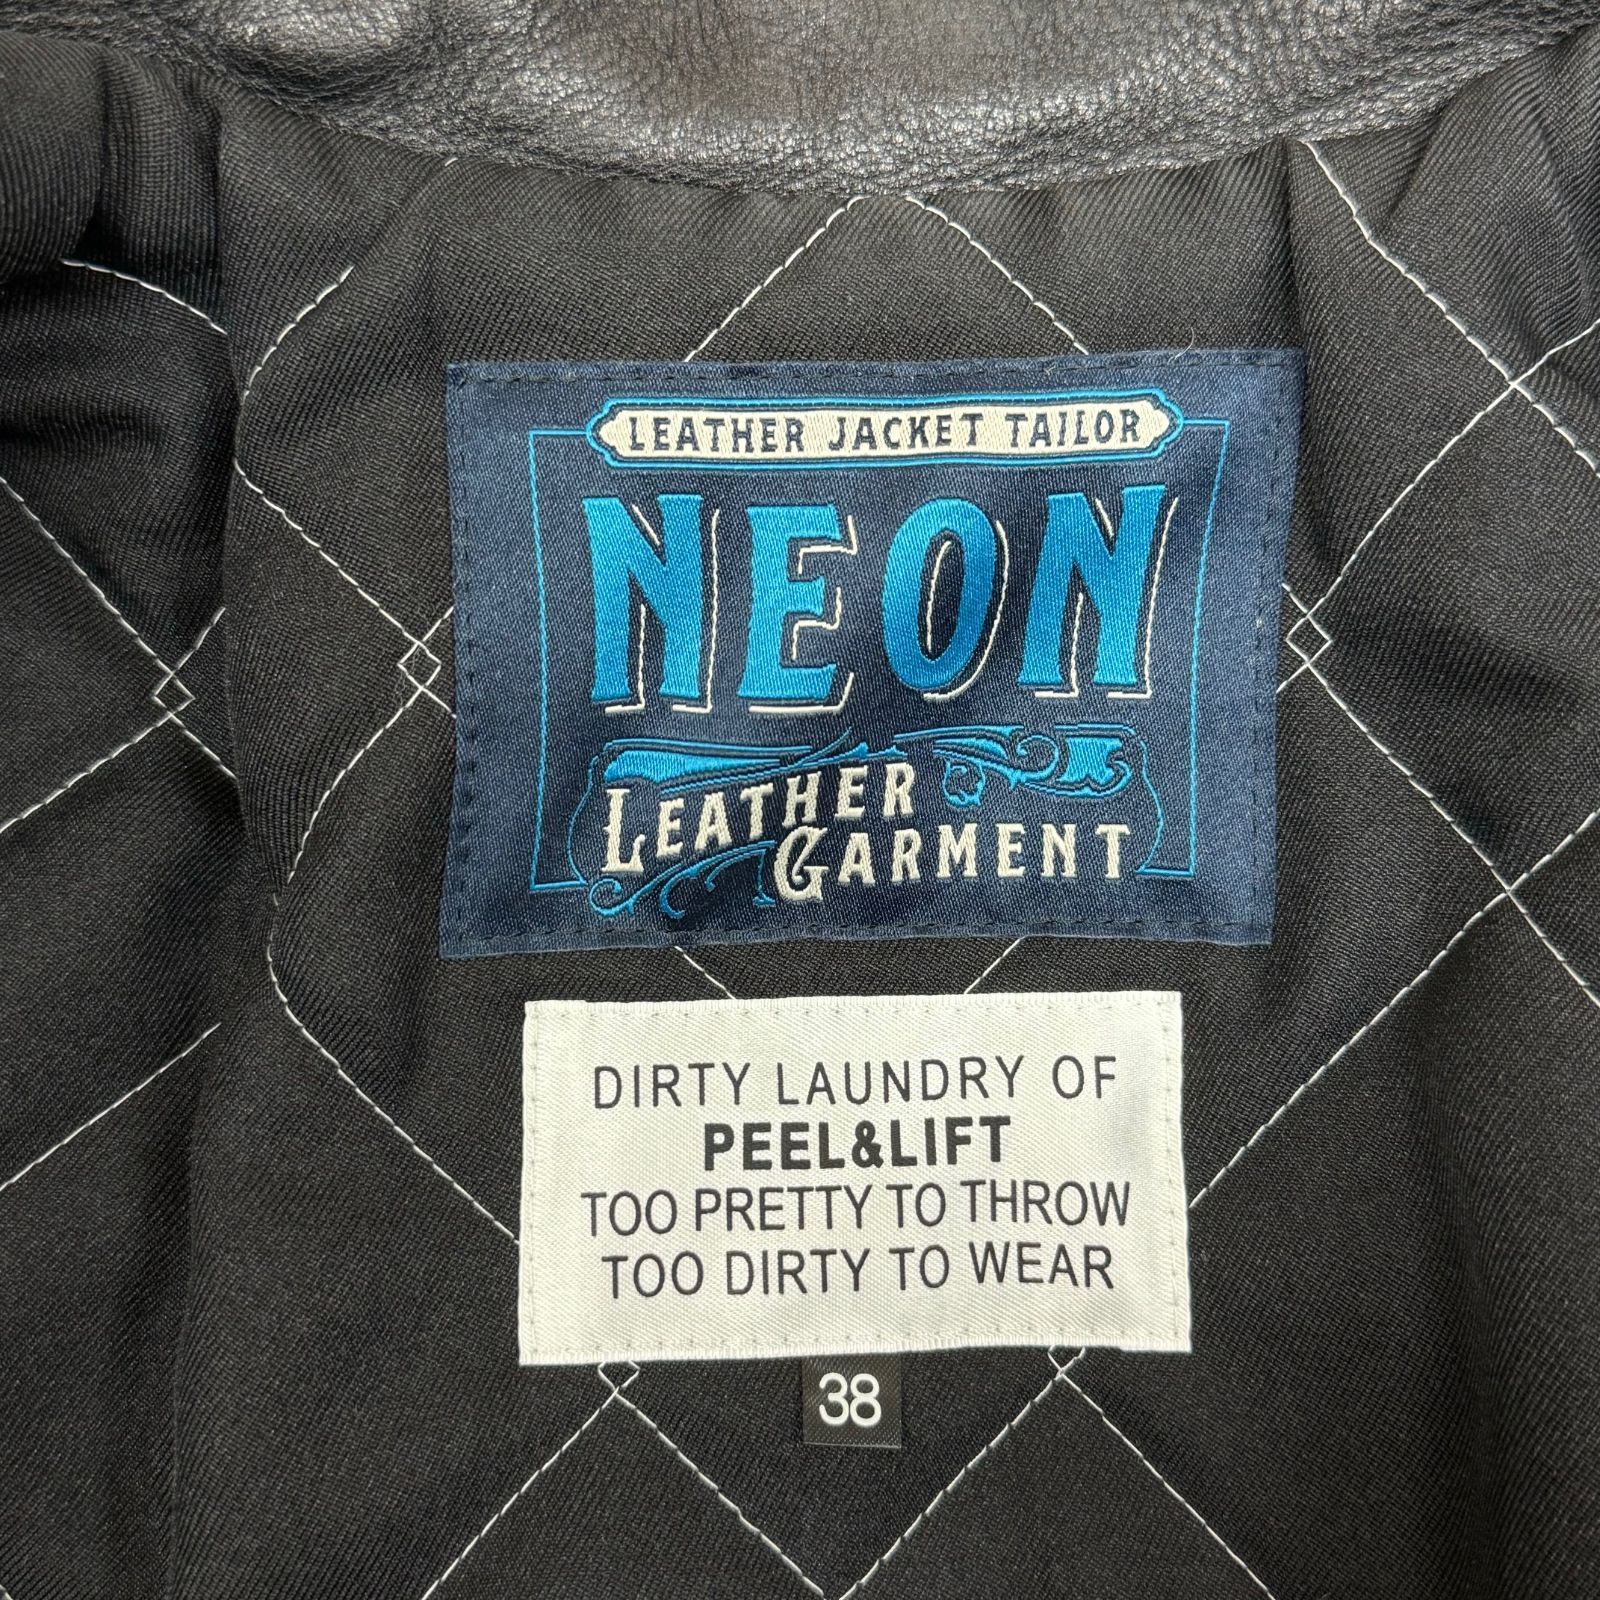 LEATHER JACKET TAILOR
NEON
LEATHER
GARMENT
DIRTY LAUNDRY OF
PEEL&LIFT
TOO PRETTY TO THROW
TOO DIRTY TO WEAR
38